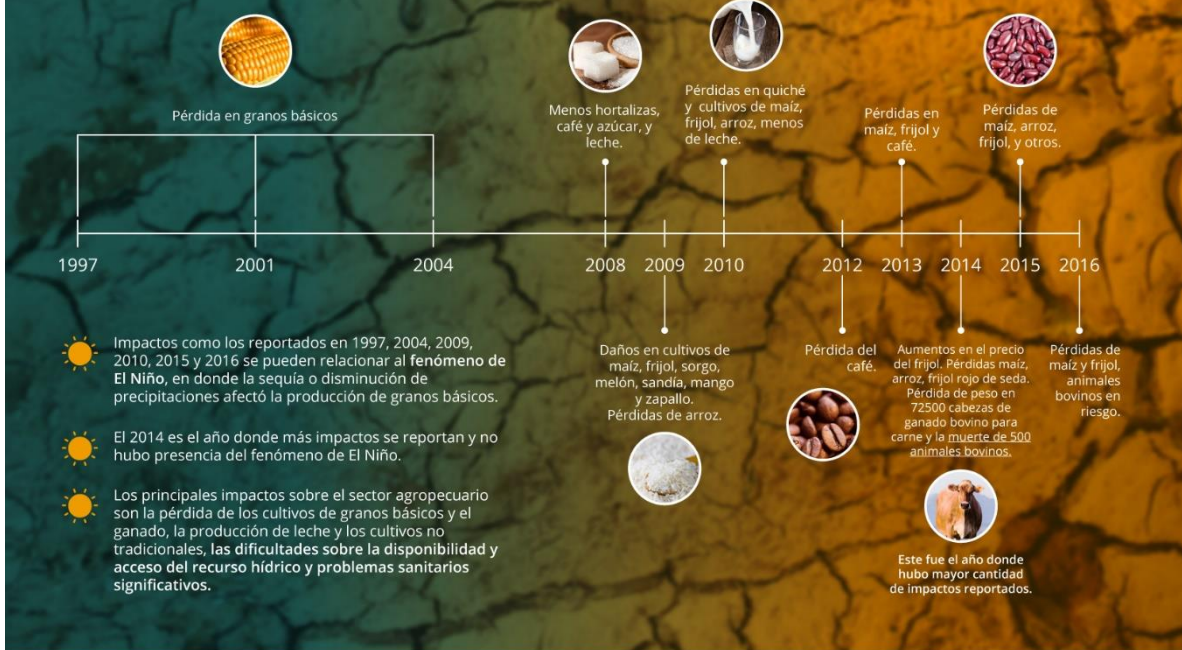 Pérdida en granos básicos
Menos hortalizas,
café y azúcar, y
leche.
Pérdidas en quiché
y cultivos de maíz,
frijol, arroz, menos
de leche.
Pérdidas en
maíz, frijol y
café.
Pérdidas de
maíz, arroz,
frijol, y otros.
1997 2001 2004 2008 2009 2010 2012 2013 2014 2015 2016
Impactos como los reportados en 1997, 2004, 2009,
2010, 2015 y 2016 se pueden relacionar al fenómeno de
El Niño, en donde la sequía o disminución de
precipitaciones afectó la producción de granos básicos.
El 2014 es el año donde más impactos se reportan y no
hubo presencia del fenómeno de El Niño.
Los principales impactos sobre el sector agropecuario
son la pérdida de los cultivos de granos básicos y el
ganado, la producción de leche y los cultivos no
tradicionales, las dificultades sobre la disponibilidad y
acceso del recurso hídrico y problemas sanitarios
significativos.
Daños en cultivos de
maíz, frijol, sorgo,
melón, sandía, mango
y zapallo.
Pérdidas de arroz.
Pérdida del
café.
Aumentos en el precio
del frijol. Pérdidas maíz,
arroz, frijol rojo de seda.
Pérdida de peso en
72500 cabezas de
ganado bovino para
carne y la muerte de 500
animales bovinos.
Este fue el año donde
hubo mayor cantidad
de impactos reportados.
Pérdidas de
maíz y frijol,
animales
bovinos en
riesgo.